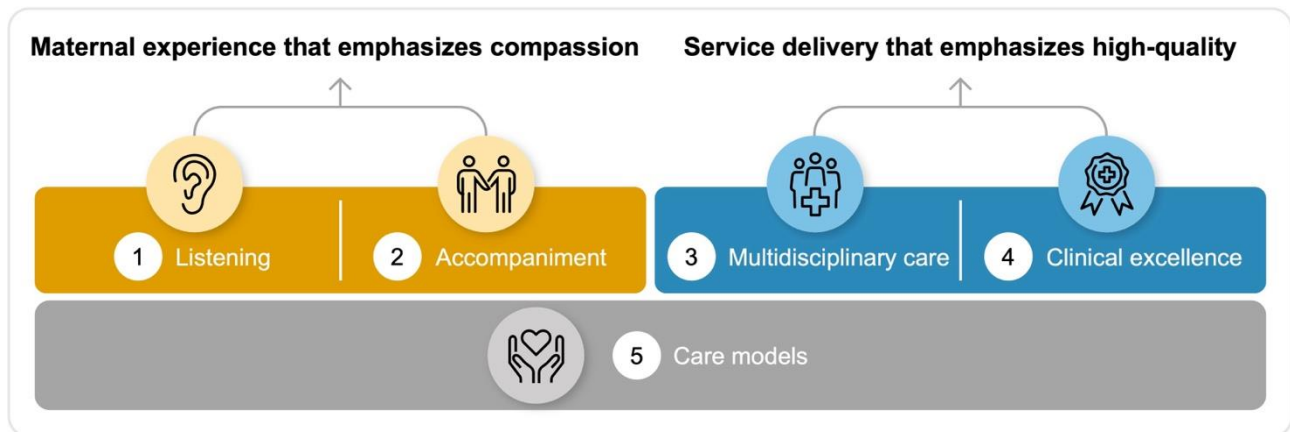 Maternal experience that emphasizes compassion
Service delivery that emphasizes high-quality
1 Listening
2 Accompaniment
3 Multidisciplinary care
4 Clinical excellence
5 Care models